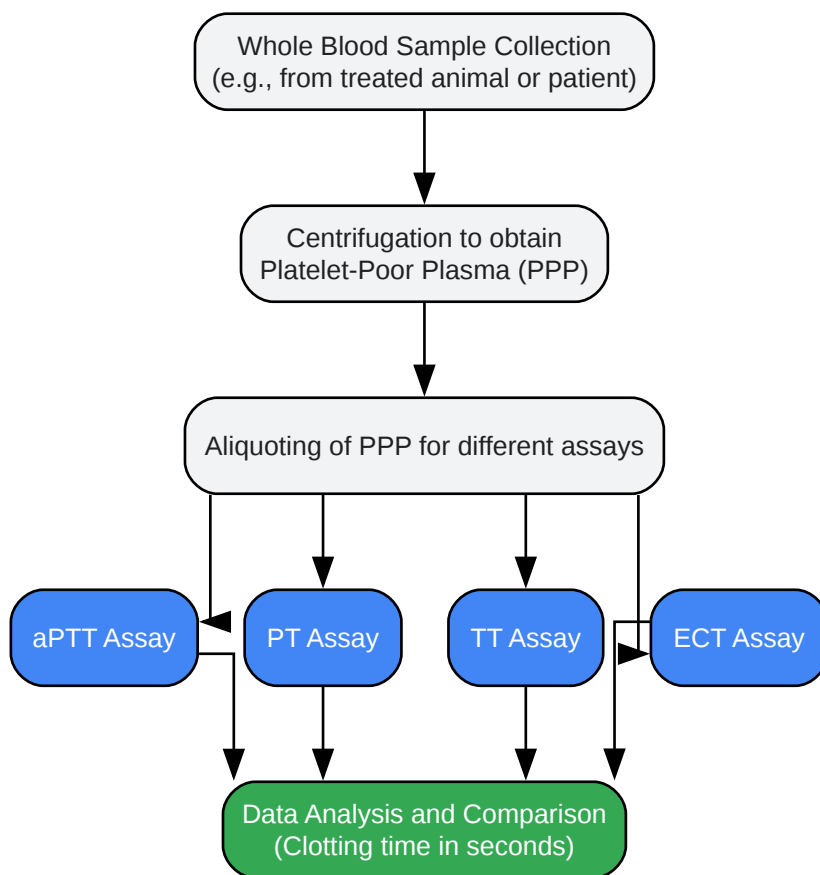 Whole Blood Sample Collection
(e.g., from treated animal or patient)
Centrifugation to obtain
Platelet-Poor Plasma (PPP)
Aliquoting of PPP for different assays
aPTT Assay
PT Assay
TT Assay
ECT Assay
Data Analysis and Comparison
(Clotting time in seconds)